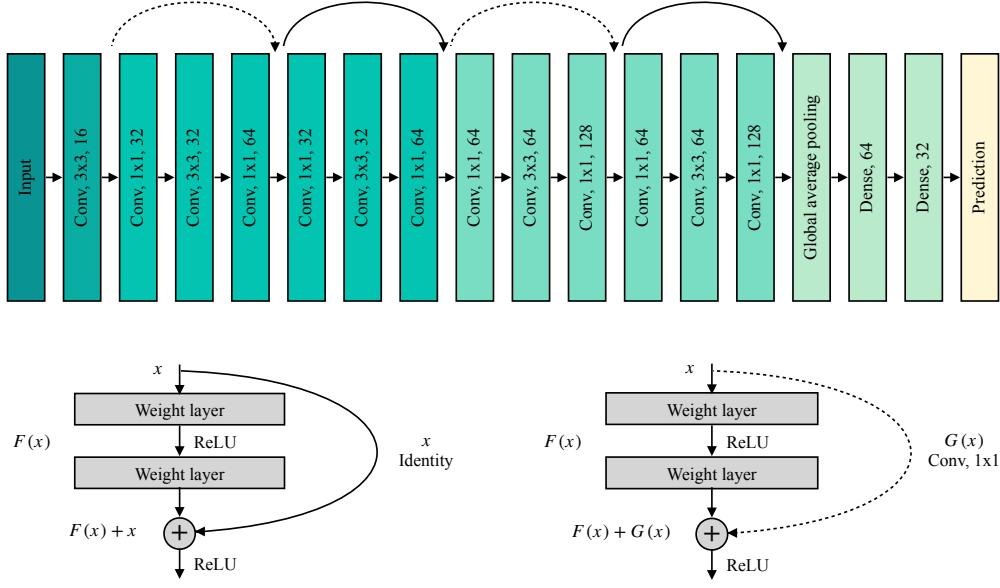 Input
Conv, 3x3, 16
Conv, 1x1, 32
Conv, 3x3, 32
Conv, 1x1, 64
Conv, 1x1, 32
Conv, 3x3, 32
Conv, 1x1, 64
Conv, 1x1, 64
Conv, 3x3, 64
Conv, 1x1, 128
Conv, 1x1, 64
Conv, 3x3, 64
Conv, 1x1, 128
Global average pooling
Dense, 64
Dense, 32
Prediction
x
Weight layer
F(x)
ReLU
x
Identity
Weight layer
F(x) + x
+
ReLU
x
Weight layer
F(x)
ReLU
G(x)
Conv, 1x1
Weight layer
F(x) + G(x)
+
ReLU